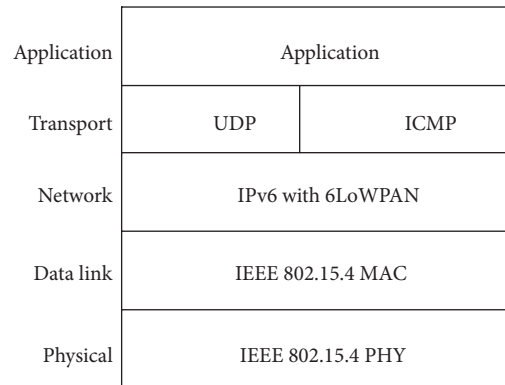 Application Application
Transport UDP ICMP
Network IPv6 with 6LoWPAN
Data link IEEE 802.15.4 MAC
Physical IEEE 802.15.4 PHY